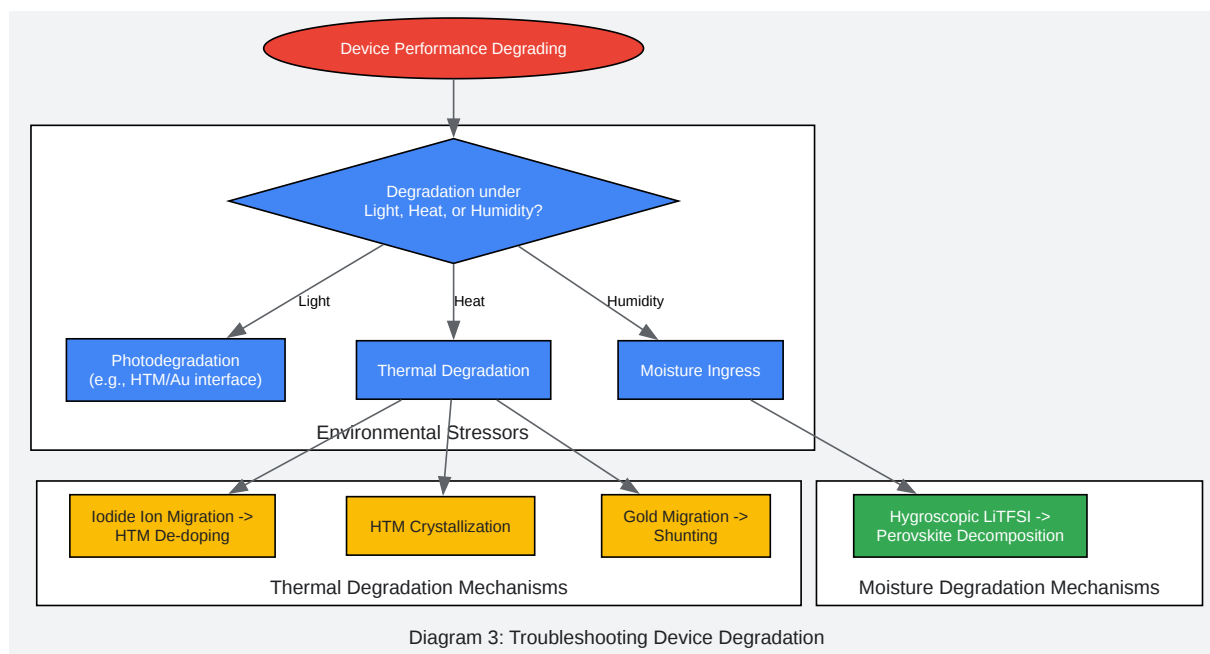 Device Performance Degrading
Degradation under
Light, Heat, or Humidity?
Light
Heat
Humidity
Photodegradation
(e.g., HTM/Au interface)
Thermal Degradation
Moisture Ingress
Environmental Stressors
Iodide Ion Migration ->
HTM De-doping
HTM Crystallization
Gold Migration ->
Shunting
Hygroscopic LiTFSI ->
Perovskite Decomposition
Thermal Degradation Mechanisms
Moisture Degradation Mechanisms
Diagram 3: Troubleshooting Device Degradation